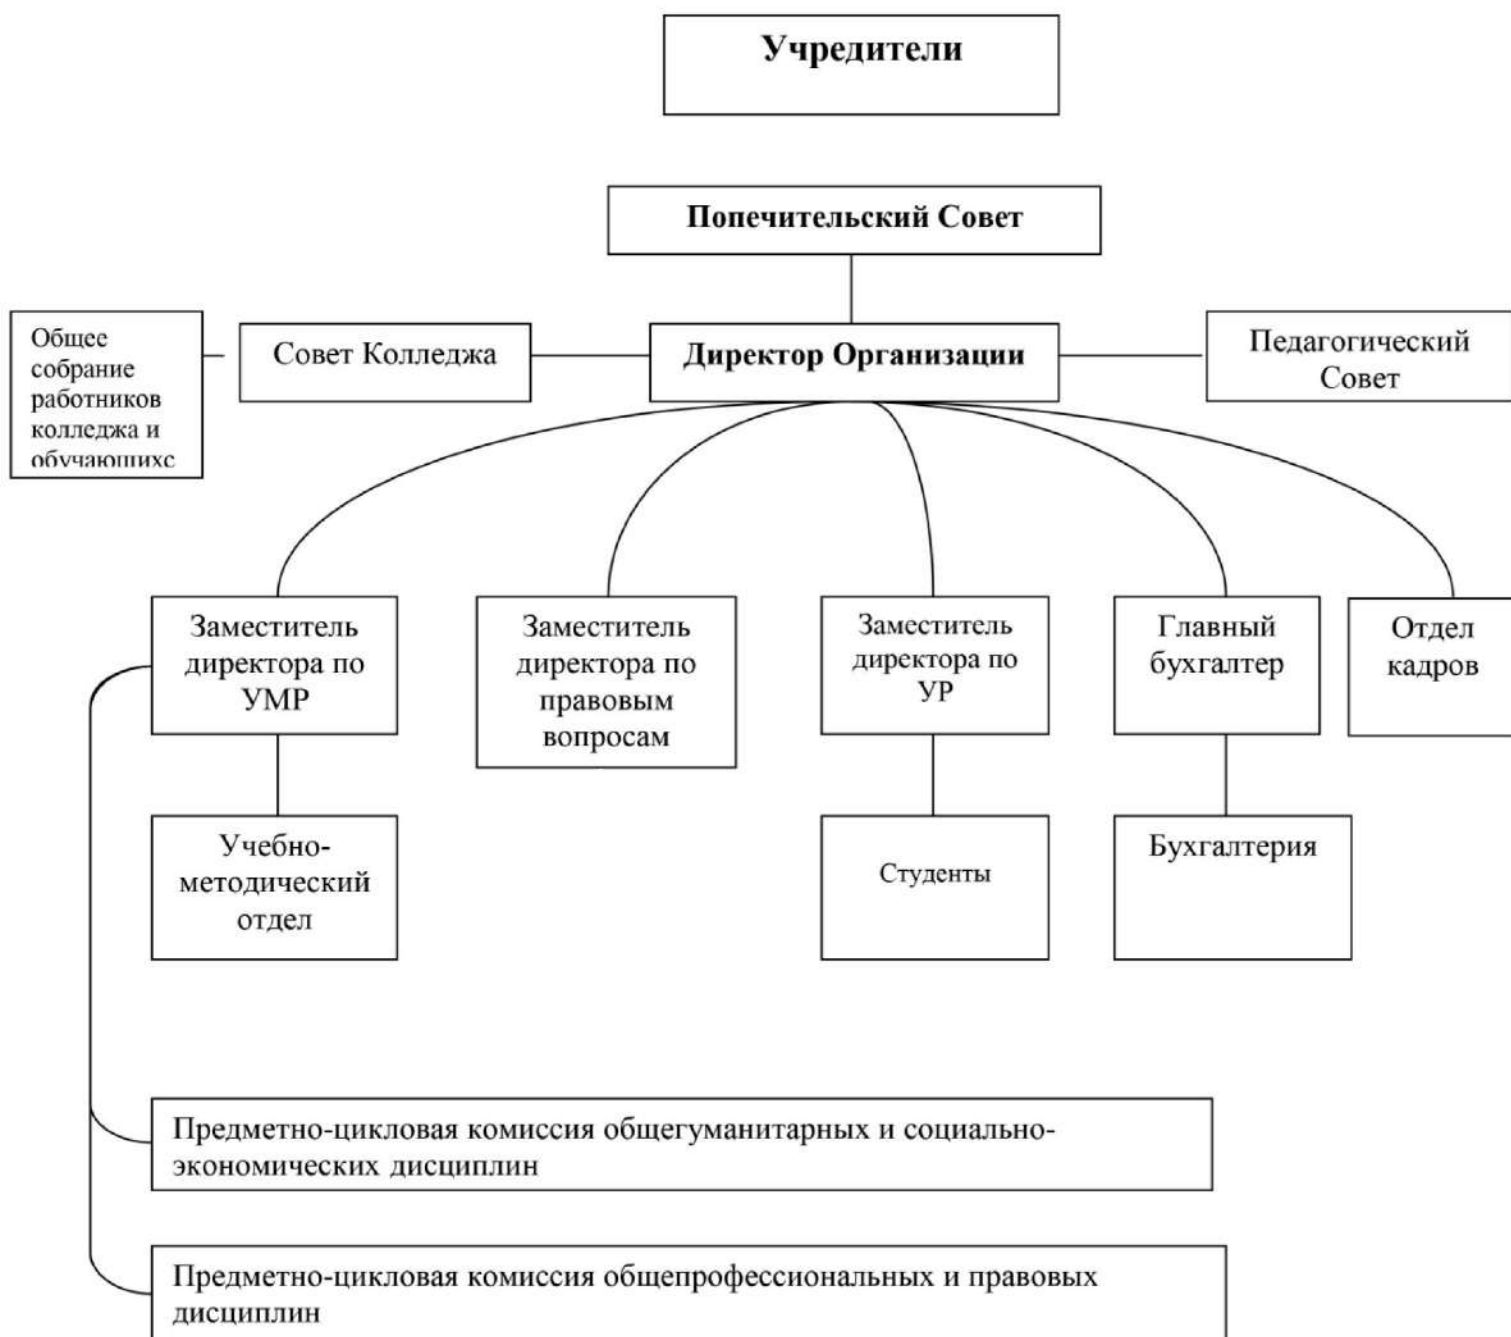 Учредители
Попечительский Совет
Общее
собрание
работников
колледжа и
обучающихс
Совет Колледжа
Директор Организации
Педагогический
Совет
Заместитель
директора по
УМР
Заместитель
директора по
правовым
вопросам
Заместитель
директора по
УР
Главный
бухгалтер
Отдел
кадров
Учебно-
методический
отдел
Студенты
Бухгалтерия
Предметно-цикловая комиссия общегуманитарных и социально-
экономических дисциплин
Предметно-цикловая комиссия общепрофессиональных и правовых
дисциплин